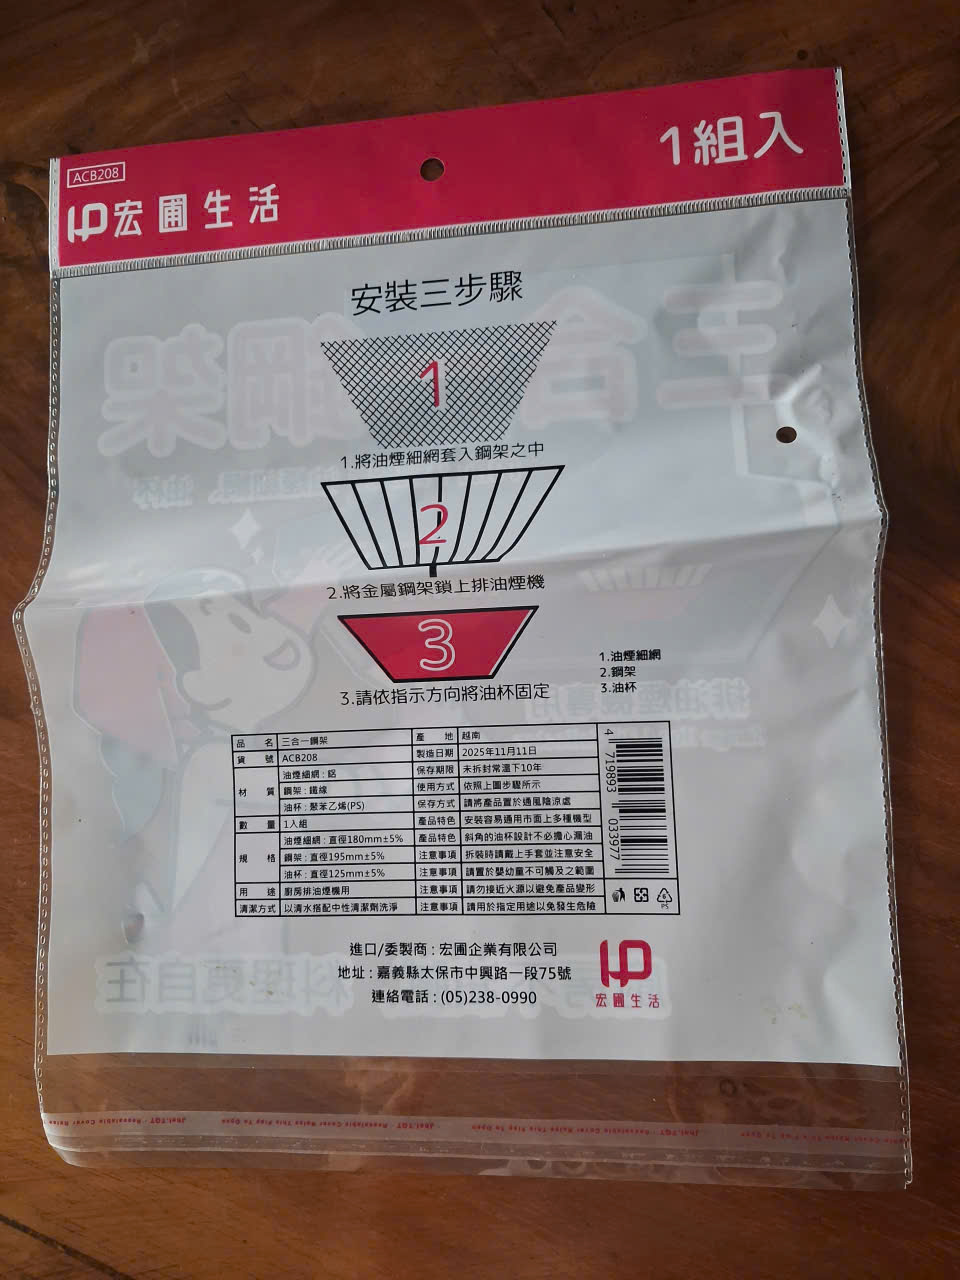 ACB208
宏圃生活
1組入
安裝三步驟
1
1.將油煙細網套入鋼架之中
2
2.將金屬鋼架鎖上排油煙機
3
3.請依指示方向將油杯固定
1.油煙細網
2.鋼架
3.油杯
品名 三合一鋼架 產地 越南
貨號 ACB208 製造日期 2025年11月11日
材質 油煙細網:鋁 保存期限 未拆封常溫下10年
鋼架:鐵線 使用方式 依照上圖步驟所示
油杯:聚苯乙烯(PS) 保存方式 請將產品置於通風陰涼處
數量 1入組 產品特色 安裝容易通用市面上多種機型
規格 油煙細網:直徑180mm±5% 產品特色 斜角的油杯設計不必擔心漏油
鋼架:直徑195mm±5% 注意事項 拆裝時請戴上手套並注意安全
油杯:直徑125mm±5% 注意事項 請置於嬰幼童不可觸及之範圍
用途 廚房排油煙機用 注意事項 請勿接近火源以避免產品變形
清潔方式 以清水搭配中性清潔劑洗淨 注意事項 請用於指定用途以免發生危險
4 719893 033977
6
PS
進口/委製商:宏圃企業有限公司
地址:嘉義縣太保市中興路一段75號
連絡電話:(05)238-0990
宏圃生活